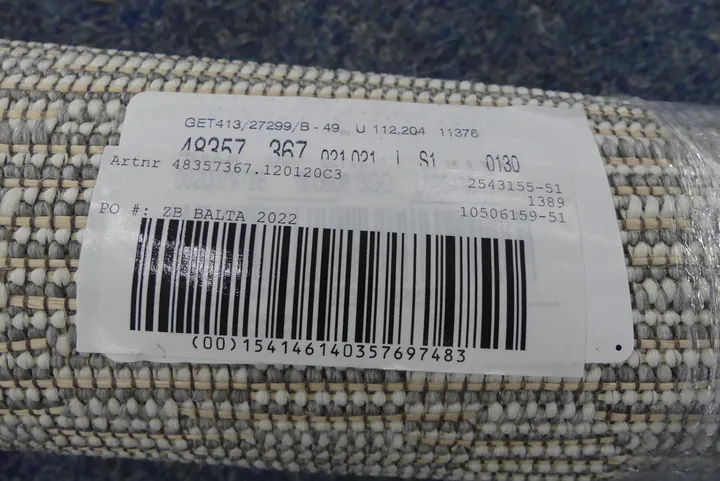 GET413/27299/B - 49 U 112.204 11376
48357 367 021021 S1 0130
Artnr 48357367.120120C3 2543155-51
1389
PO #: ZB BALTA 2022 10506159-51
(00)154146140357697483